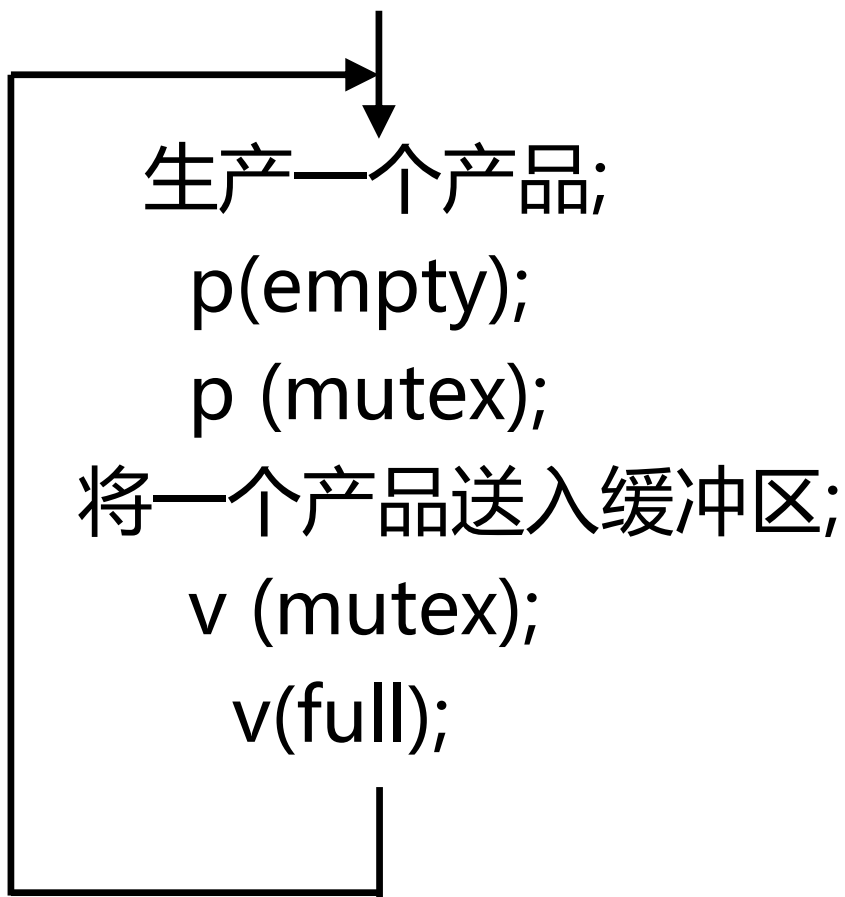 生产一个产品;
p(empty);
p (mutex);
将一个产品送入缓冲区;
v (mutex);
v(full);